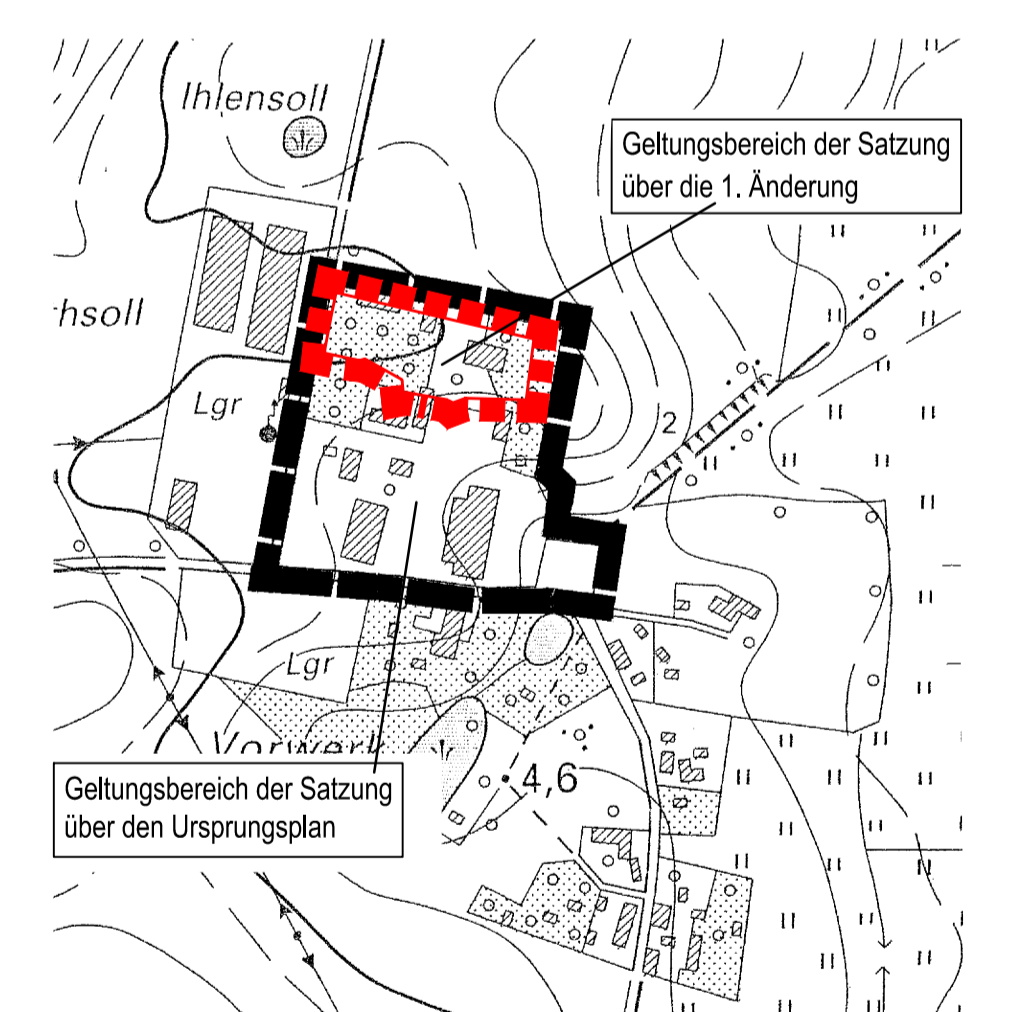 Ihlensoll
Geltungsbereich der Satzung
über die 1. Änderung
hsoll
Lgr
2
Lgr
Vorwerk
Geltungsbereich der Satzung
über den Ursprungsplan
4,6